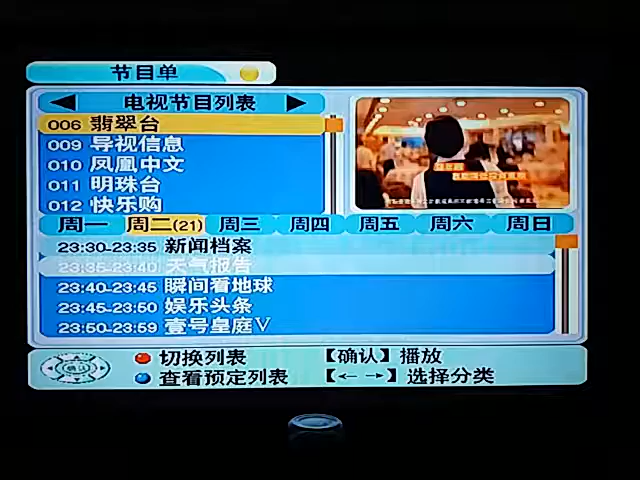 节目单
电视节目列表
006 翡翠台
009 导视信息
010 凤凰中文
011 明珠台
012 快乐购
周一 周二(21) 周三 周四 周五 周六 周日
23:30-23:35 新闻档案
23:35-23:40 天气报告
23:40-23:45 瞬间看地球
23:45-23:50 娱乐头条
23:50-23:59 壹号皇庭Ⅴ
切换列表 【确认】播放
查看预定列表 【← →】选择分类